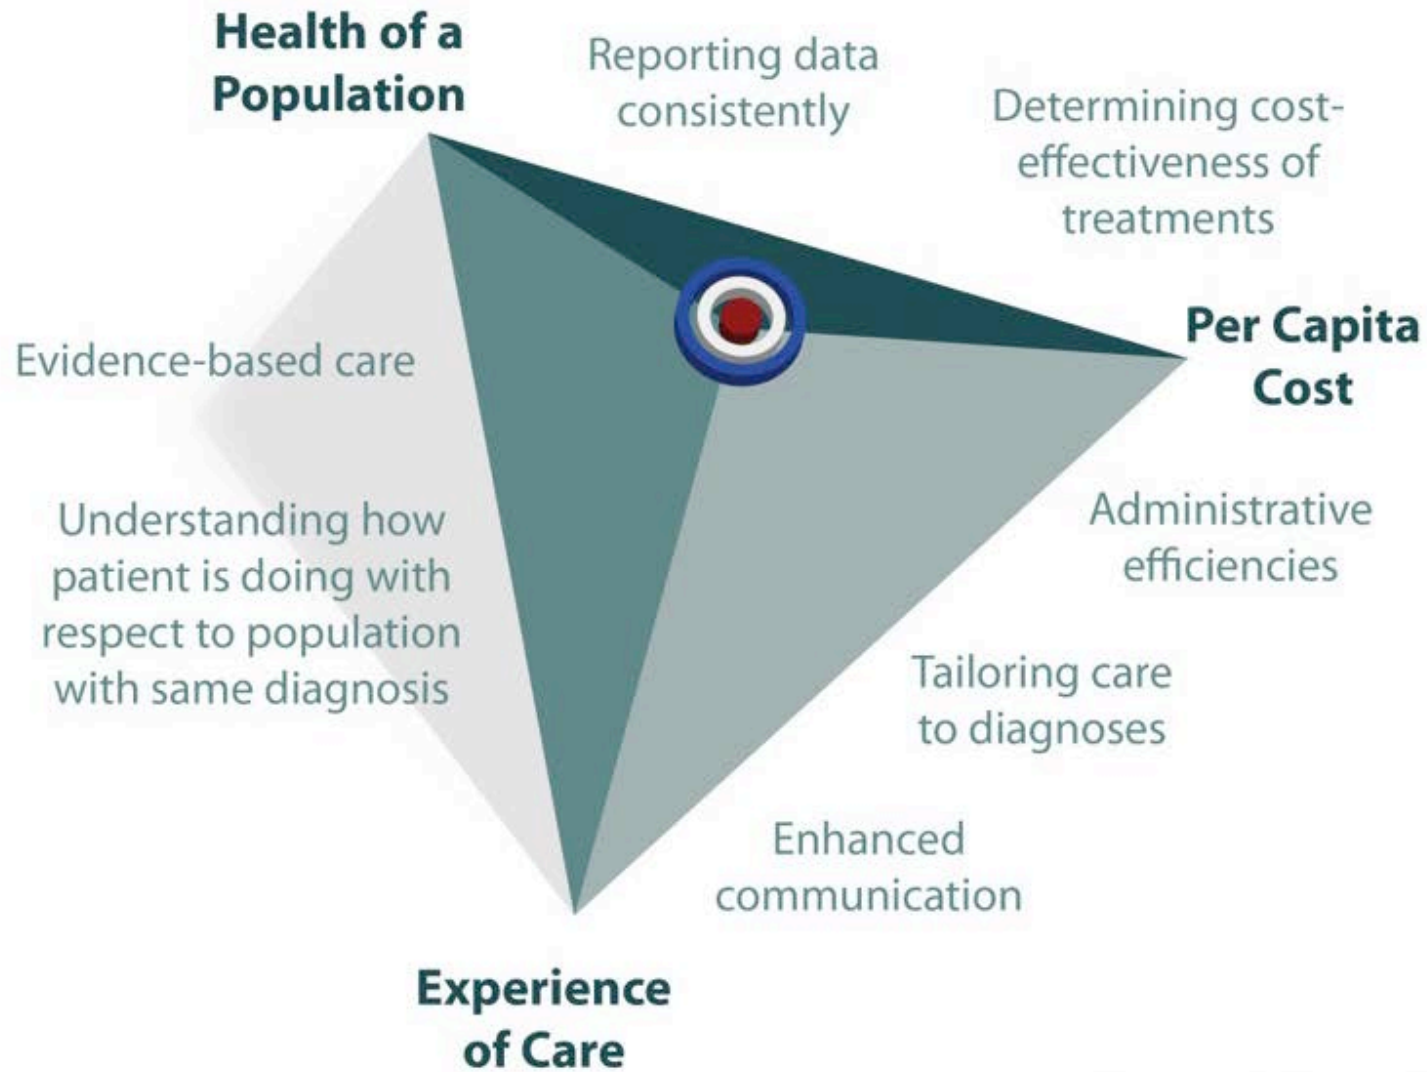 Health of a
Population
Reporting data
consistently
Determining cost-
effectiveness of
treatments
Per Capita
Cost
Evidence-based care
Understanding how
patient is doing with
respect to population
with same diagnosis
Administrative
efficiencies
Tailoring care
to diagnoses
Enhanced
communication
Experience
of Care